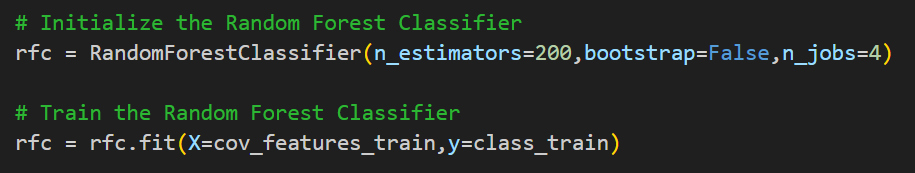 # Initialize the Random Forest Classifier
rfc = RandomForestClassifier(n_estimators=200,bootstrap=False,n_jobs=4)
# Train the Random Forest Classifier
rfc = rfc.fit(X=cov_features_train,y=class_train)